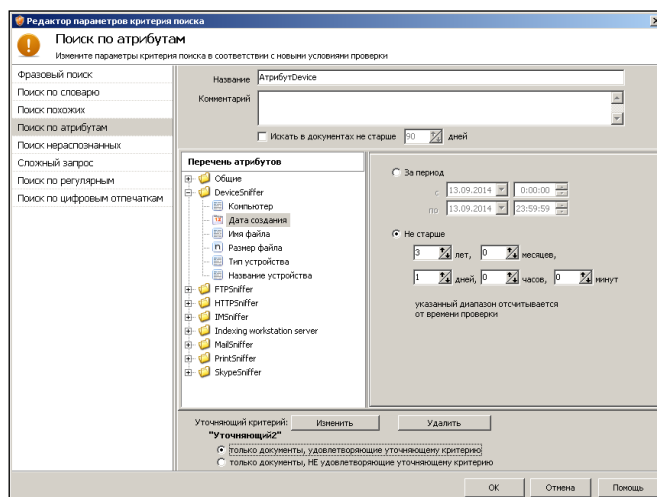 Редактор параметров критерия поиска
Поиск по атрибутам
Измените параметры критерия поиска в соответствии с новыми условиями проверки
Фразовый поиск
Поиск по словарю
Поиск похожих
Поиск по атрибутам
Поиск нераспознанных
Сложный запрос
Поиск по регулярным
Поиск по цифровым отпечаткам
Название АтрибутDevice
Комментарий
Искать в документах не старше 90 дней
Перечень атрибутов
Общие
DeviceSniffer
Компьютер
Дата создания
Имя файла
Размер файла
Тип устройства
Название устройства
FTPSniffer
HTTPSniffer
IMSniffer
Indexing workstation server
MailSniffer
PrintSniffer
SkypeSniffer
За период
с 13.09.2014 0:00:00
по 13.09.2014 23:59:59
Не старше
3 лет, 0 месяцев,
1 дней, 0 часов, 0 минут
указанный диапазон отсчитывается
от времени проверки
Уточняющий критерий: Изменить Удалить
"Уточняющий2"
только документы, удовлетворяющие уточняющему критерию
только документы, НЕ удовлетворяющие уточняющему критерию
ОК Отмена Помощь